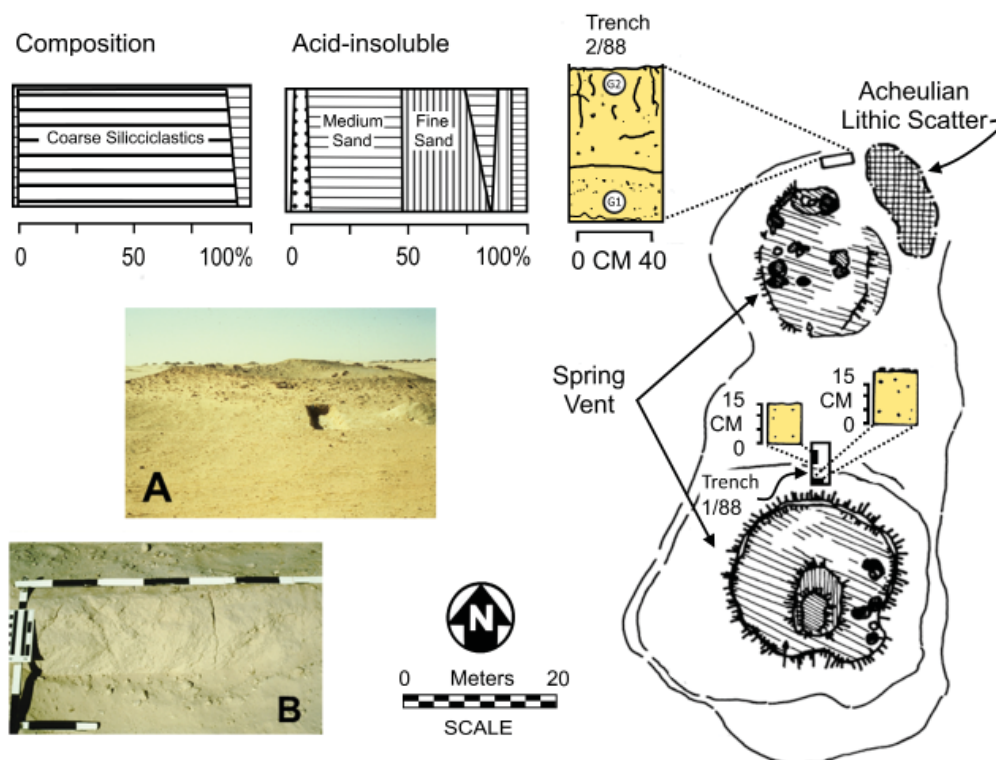 Composition
Coarse Silicciclastics
0 50 100%
Acid-insoluble
Medium
Sand
Fine
Sand
0 50 100%
Trench
2/88
G2
G1
0 CM 40
Acheulian
Lithic Scatter
Spring
Vent
15
CM
0
15
CM
0
Trench
1/88
A
B
N
0 Meters 20
SCALE